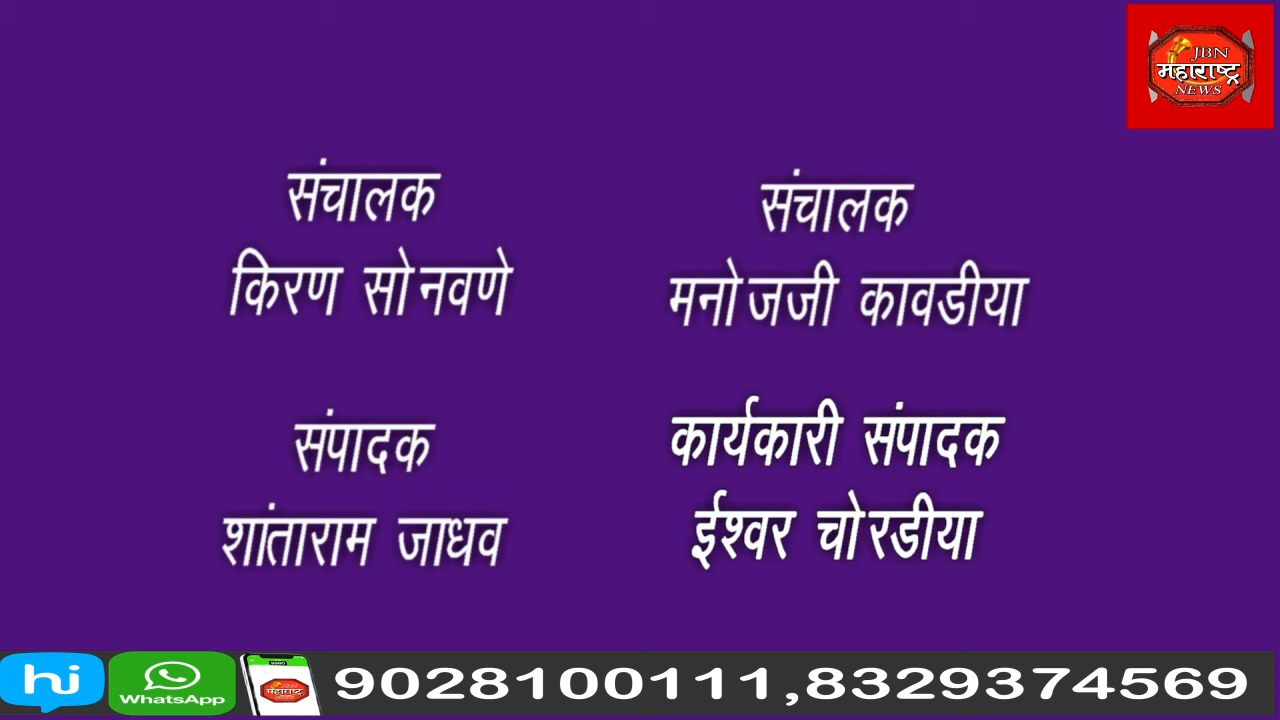 JBN
महाराष्ट्र
NEWS
संचालक
किरण सोनवणे
संचालक
मनोजजी कावडीया
संपादक
शांताराम जाधव
कार्यकारी संपादक
ईश्वर चोरडीया
hi
WhatsApp
महाराष्ट्र
9028100111,8329374569